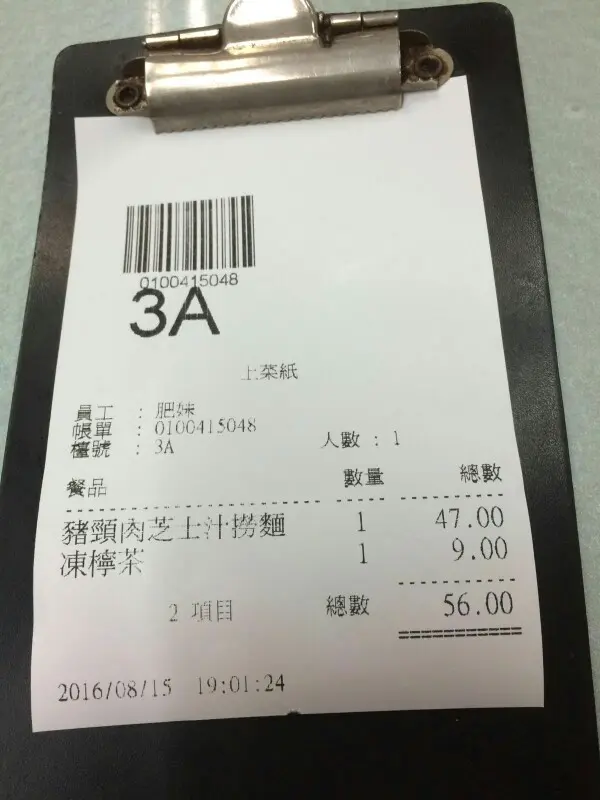 0100415048
3A
上菜紙
員工 : 肥妹
帳單 : 0100415048
檯號 : 3A 人數 : 1
餐品 數量 總數
豬頸肉芝士汁撈麵 1 47.00
凍檸茶 1 9.00
2 項目 總數 56.00
2016/08/15 19:01:24